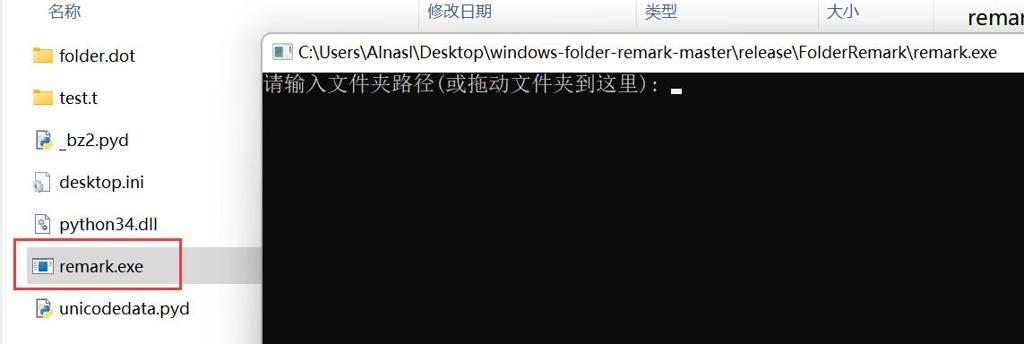 名称 修改日期 类型 大小 remar
C:\Users\Alnasl\Desktop\windows-folder-remark-master\release\FolderRemark\remark.exe
folder.dot
请输入文件夹路径(或拖动文件夹到这里):
test.t
_bz2.pyd
desktop.ini
python34.dll
remark.exe
unicodedata.pyd